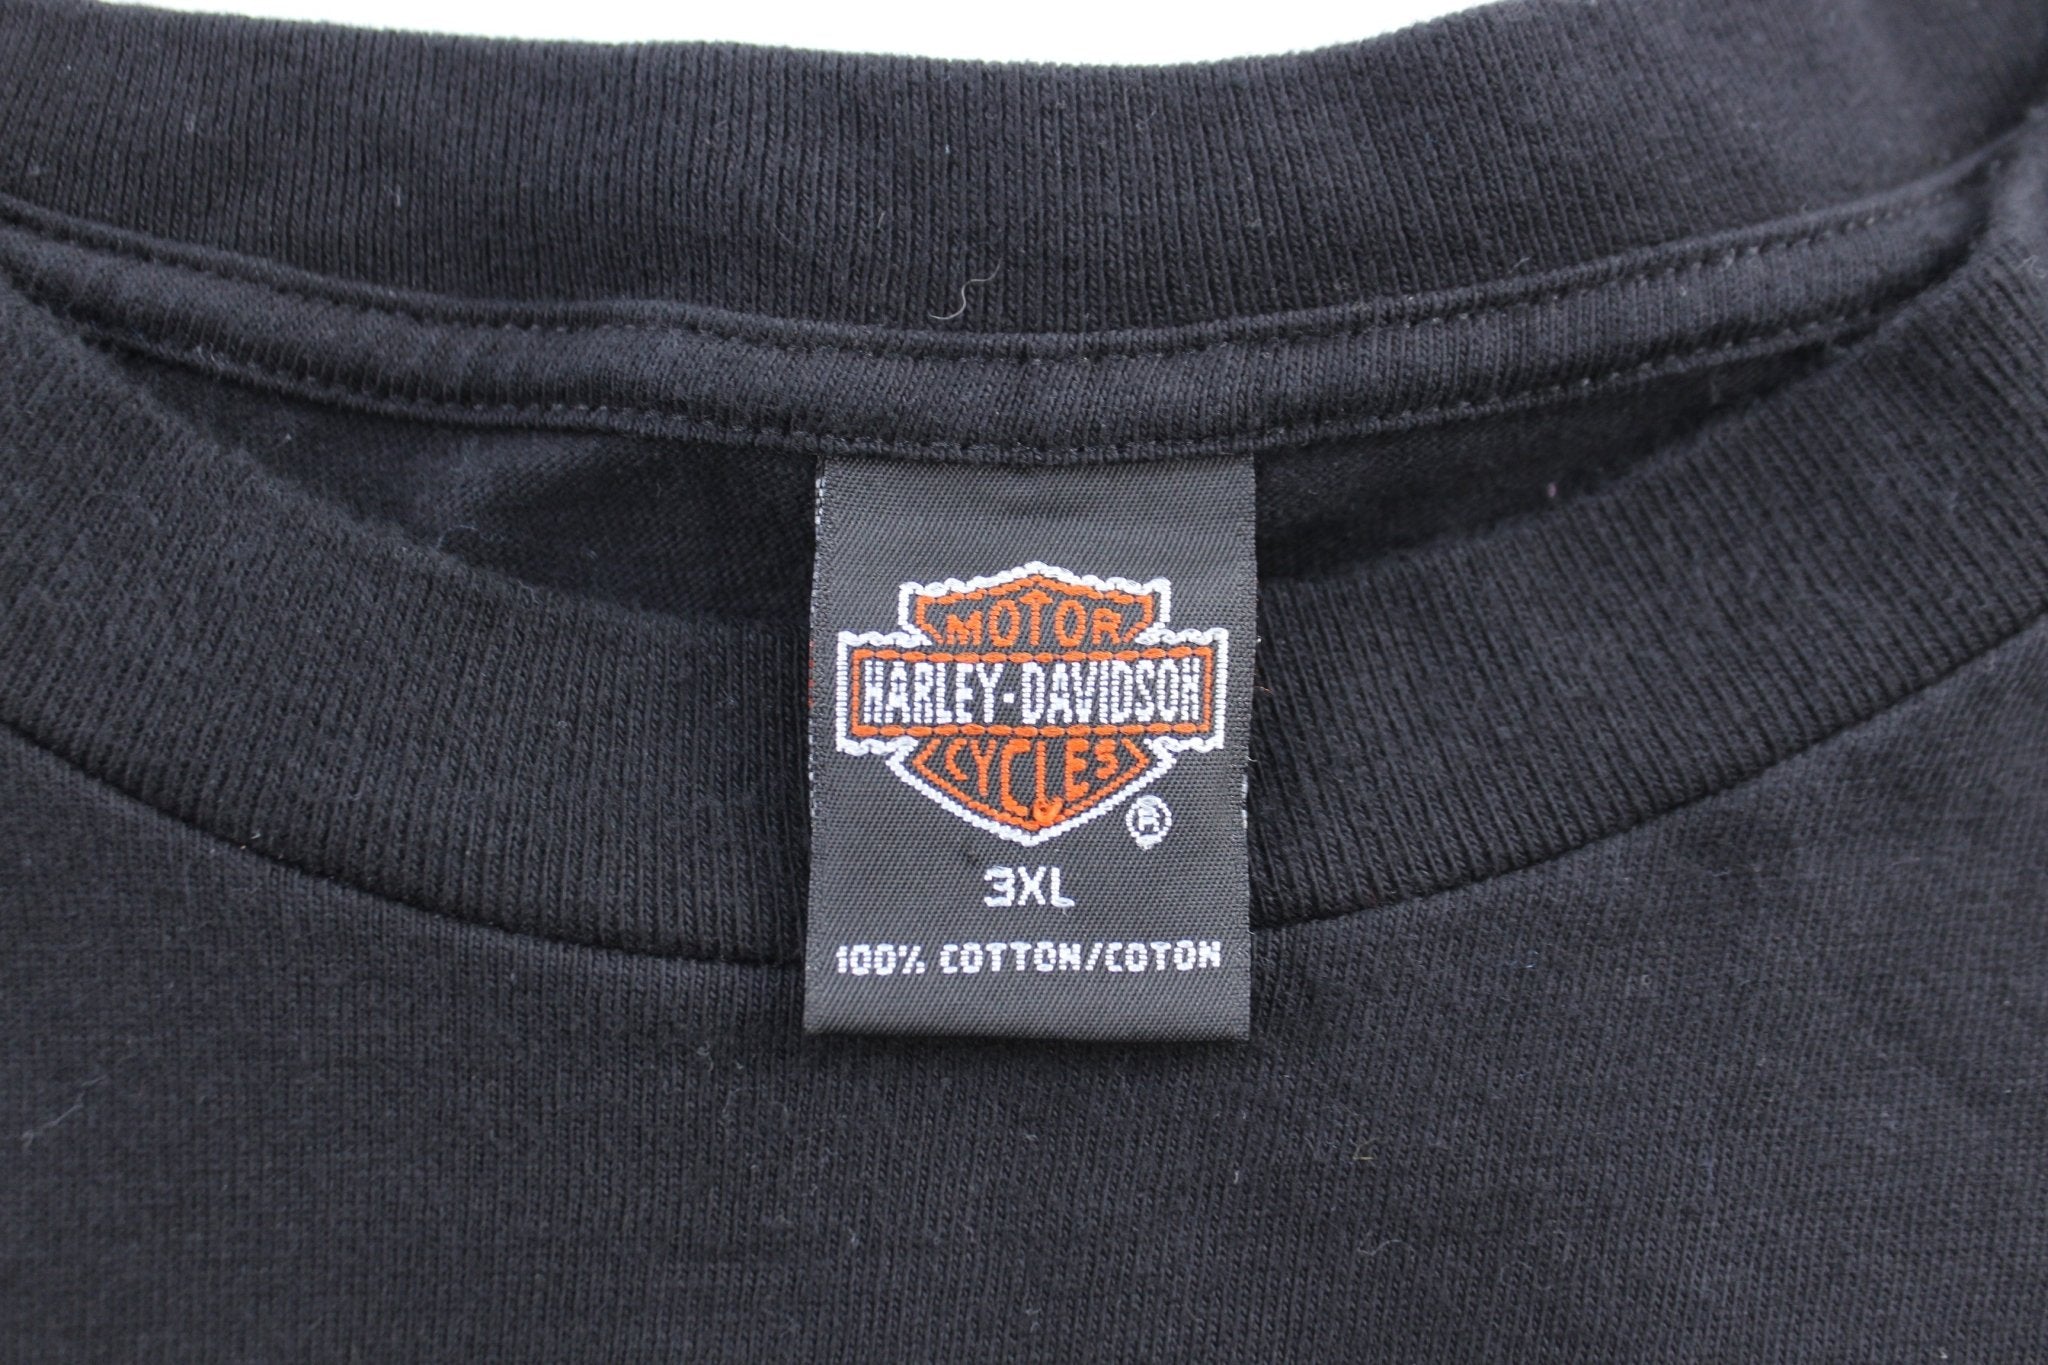 MOTOR
HARLEY-DAVIDSON
CYCLES
®
3XL
100% COTTON/COTON